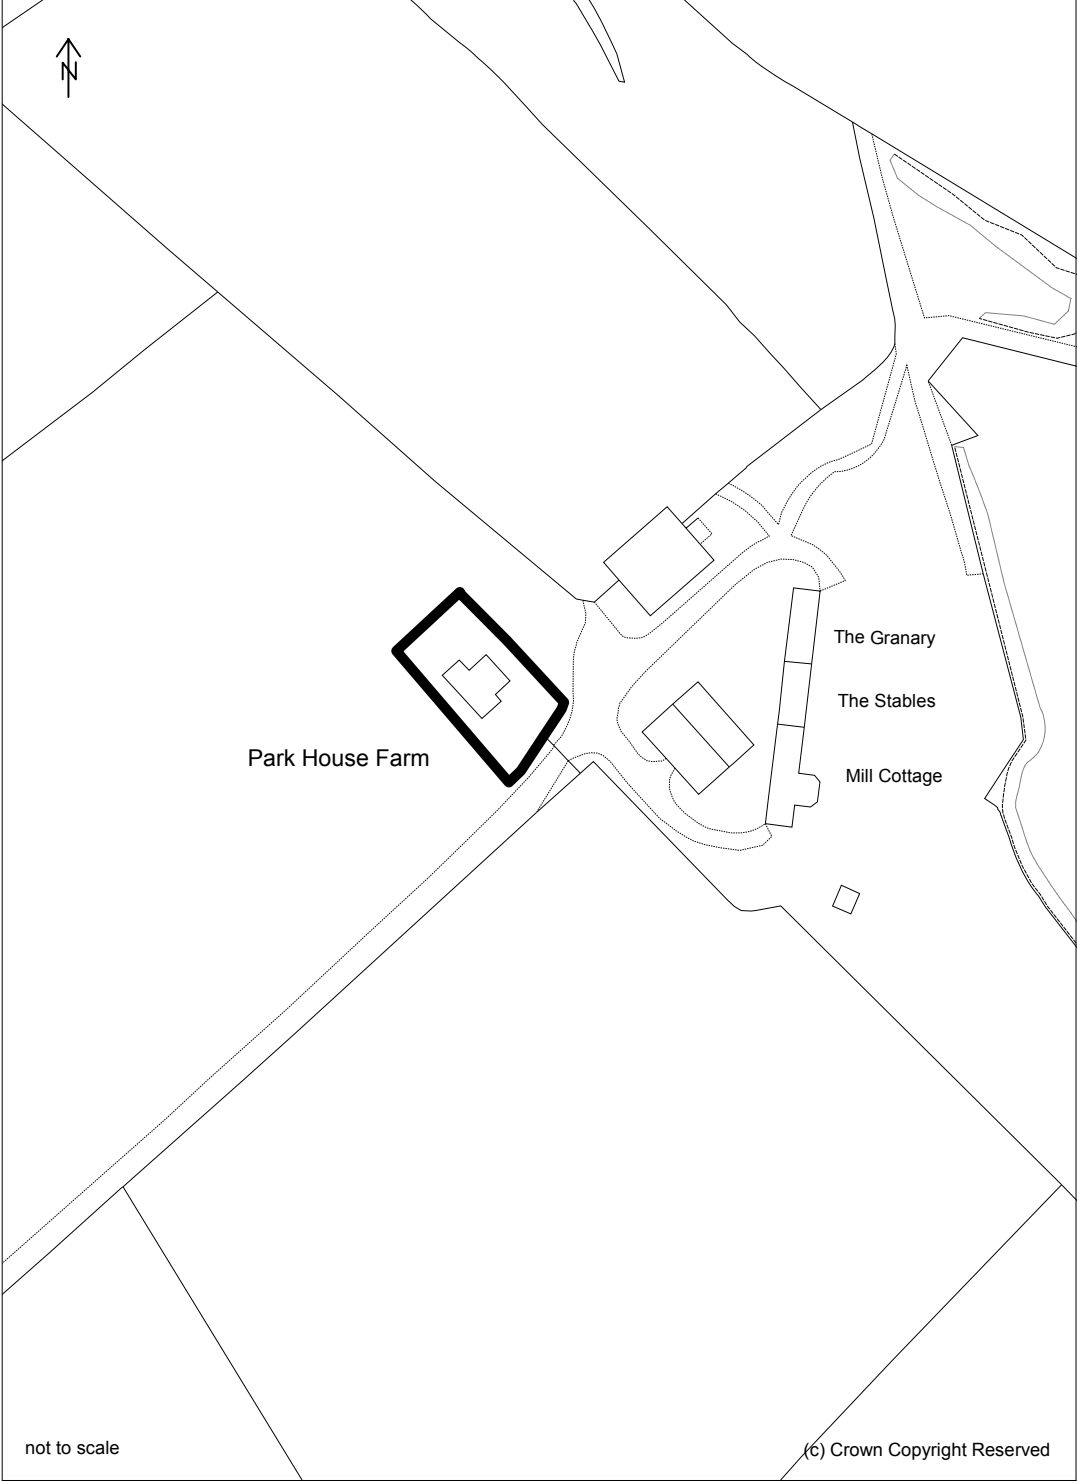 N
The Granary
The Stables
Park House Farm
Mill Cottage
not to scale
(c) Crown Copyright Reserved